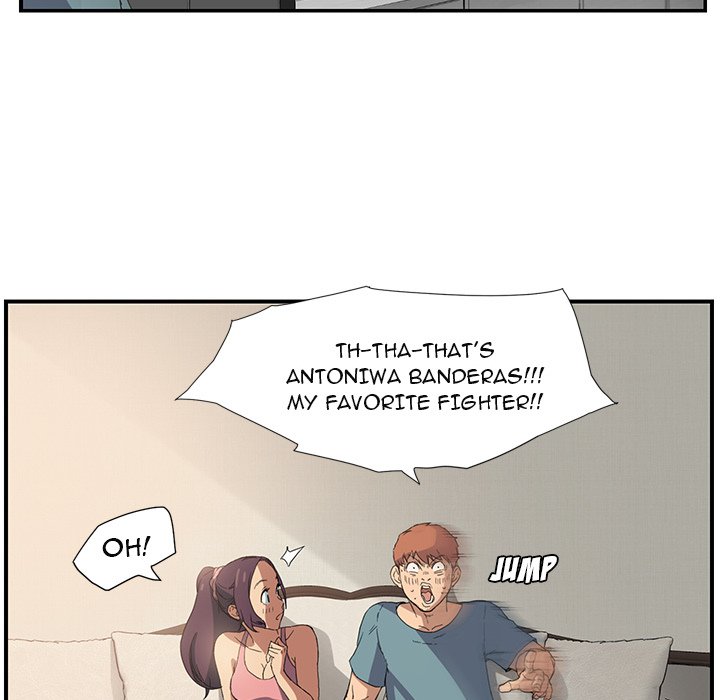 TH-THA-THAT'S
ANTONIWA BANDERAS!!!
MY FAVORITE FIGHTER!!
OH!
JUMP